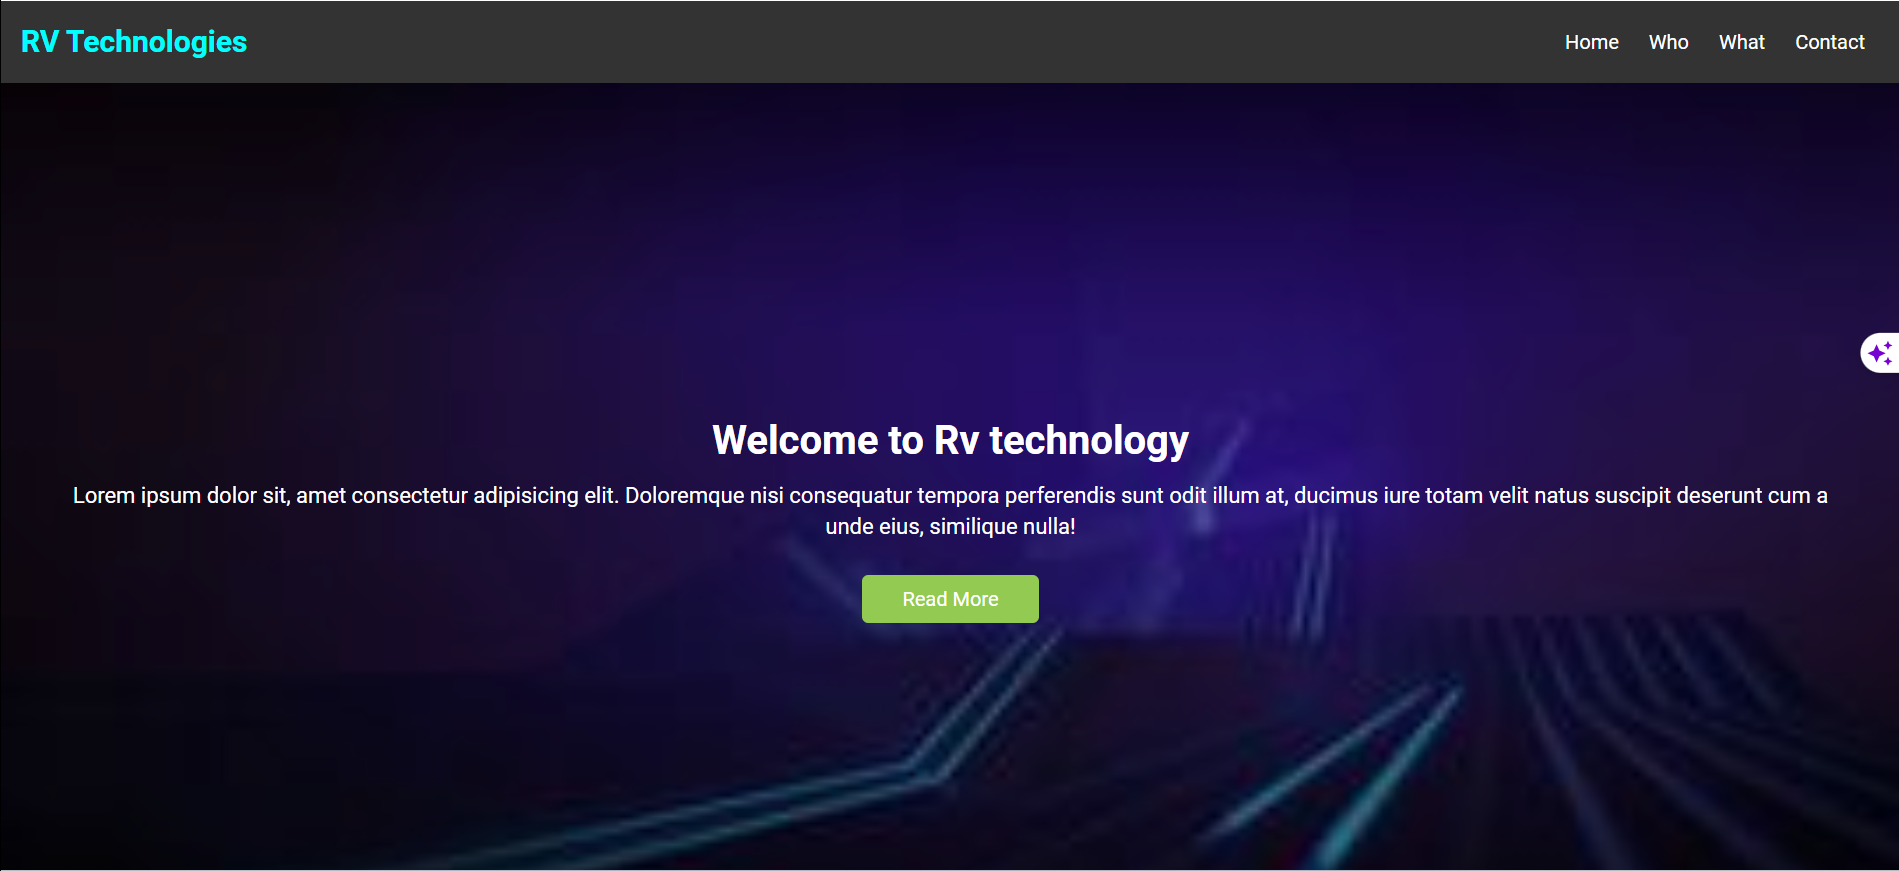 RV Technologies
Home Who What Contact
Welcome to Rv technology
Lorem ipsum dolor sit, amet consectetur adipisicing elit. Doloremque nisi consequatur tempora perferendis sunt odit illum at, ducimus iure totam velit natus suscipit deserunt cum a
unde eius, similique nulla!
Read More